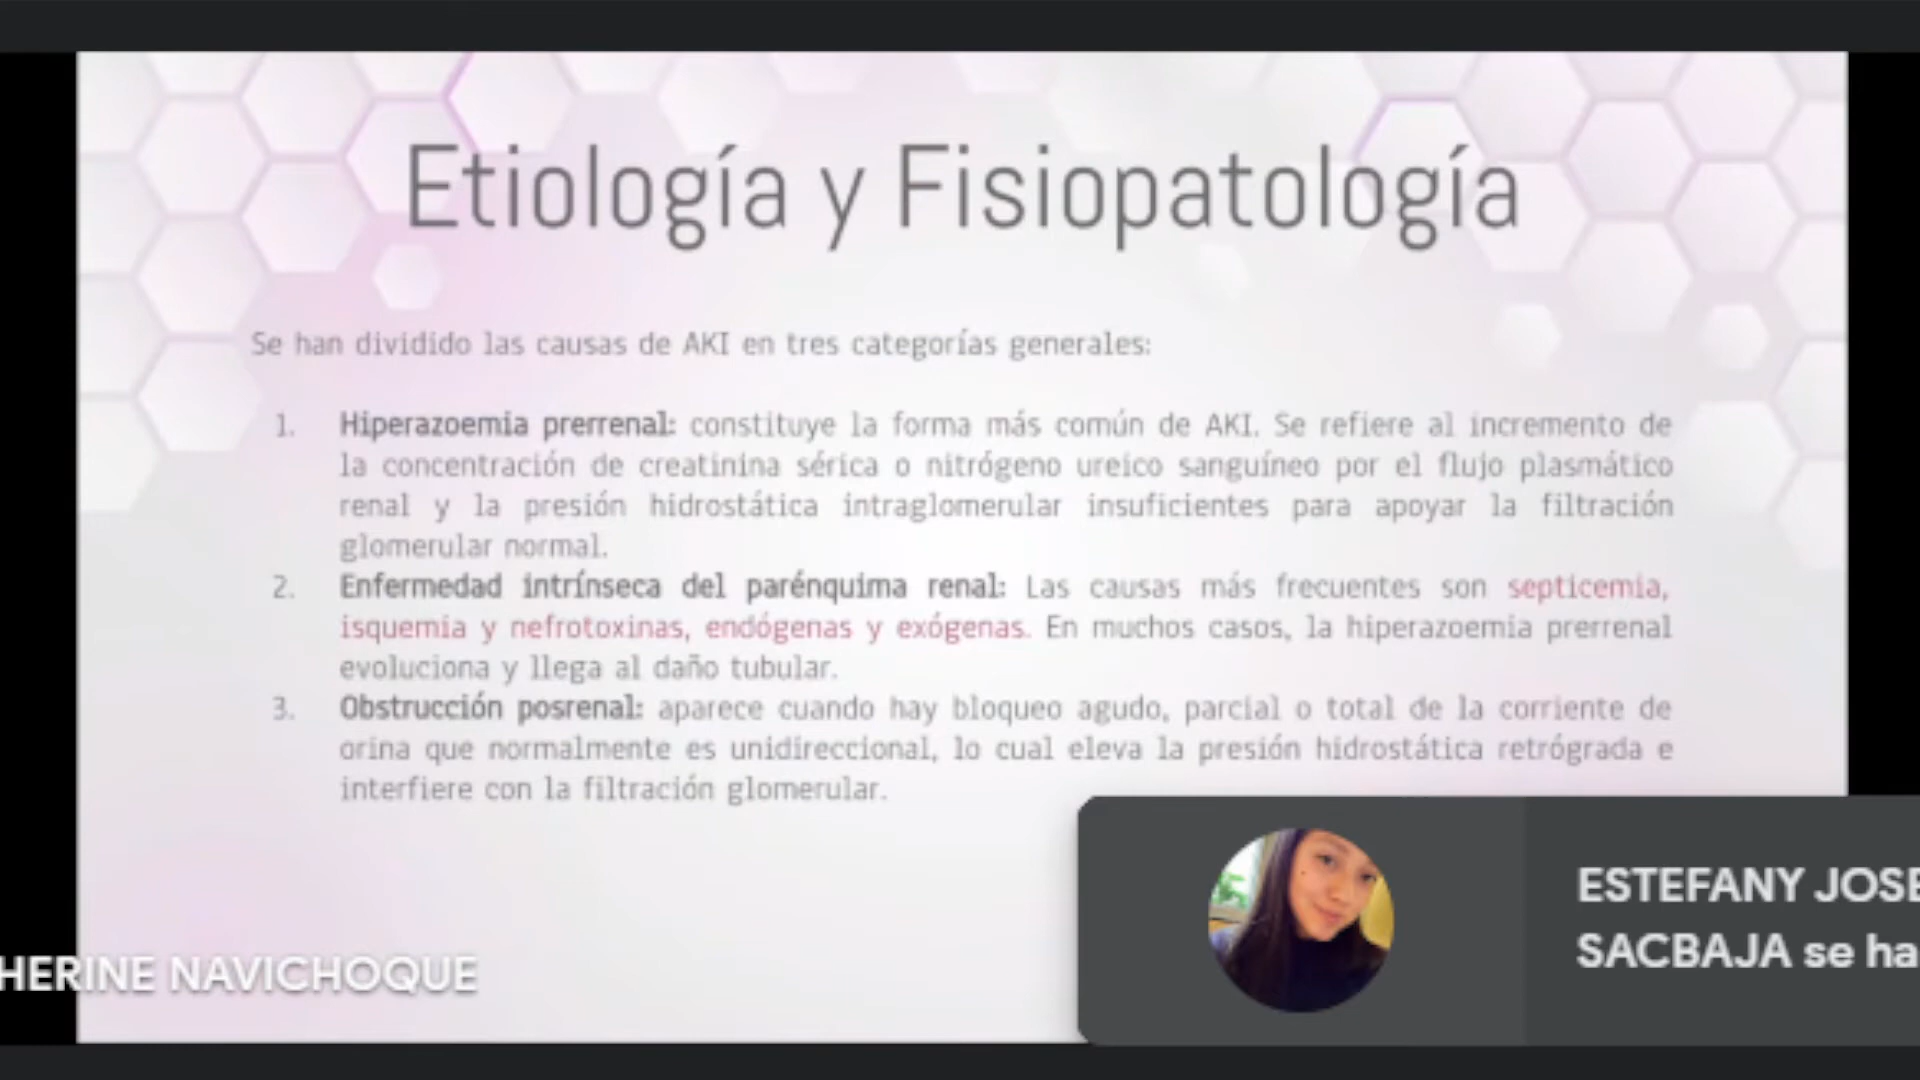 Etiología y Fisiopatología
Se han dividido las causas de AKI en tres categorías generales:
1. Hiperazoemia prerrenal: constituye la forma más común de AKI. Se refiere al incremento de
la concentración de creatinina sérica o nitrógeno ureico sanguíneo por el flujo plasmático
renal y la presión hidrostática intraglomerular insuficientes para apoyar la filtración
glomerular normal.
2. Enfermedad intrínseca del parénquima renal: Las causas más frecuentes son septicemia,
isquemia y nefrotoxinas, endógenas y exógenas. En muchos casos, la hiperazoemia prerrenal
evoluciona y llega al daño tubular.
3. Obstrucción posrenal: aparece cuando hay bloqueo agudo, parcial o total de la corriente de
orina que normalmente es unidireccional, lo cual eleva la presión hidrostática retrógrada e
interfiere con la filtración glomerular.
ESTEFANY JOSE
SACBAJA se ha
HERINE NAVICHOQUE